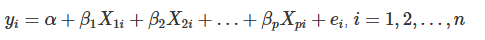 yᵢ = α + β₁X₁ᵢ + β₂X₂ᵢ + … + βₚXₚᵢ + eᵢ, i = 1, 2, …, n